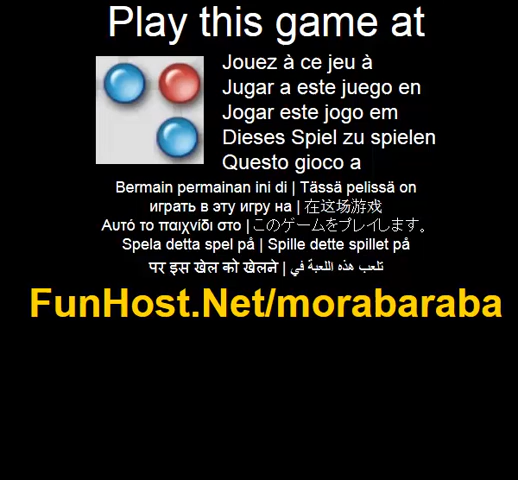 Play this game at
Jouez à ce jeu à
Jugar a este juego en
Jogar este jogo em
Dieses Spiel zu spielen
Questo gioco a
Bermain permainan ini di | Tässä pelissä on
играть в эту игру на | 在这场游戏
Αυτό το παιχνίδι στο | このゲームをプレイします。
Spela detta spel på | Spille dette spillet på
पर इस खेल को खेलने | تلعب هذه اللعبة في
FunHost.Net/morabaraba